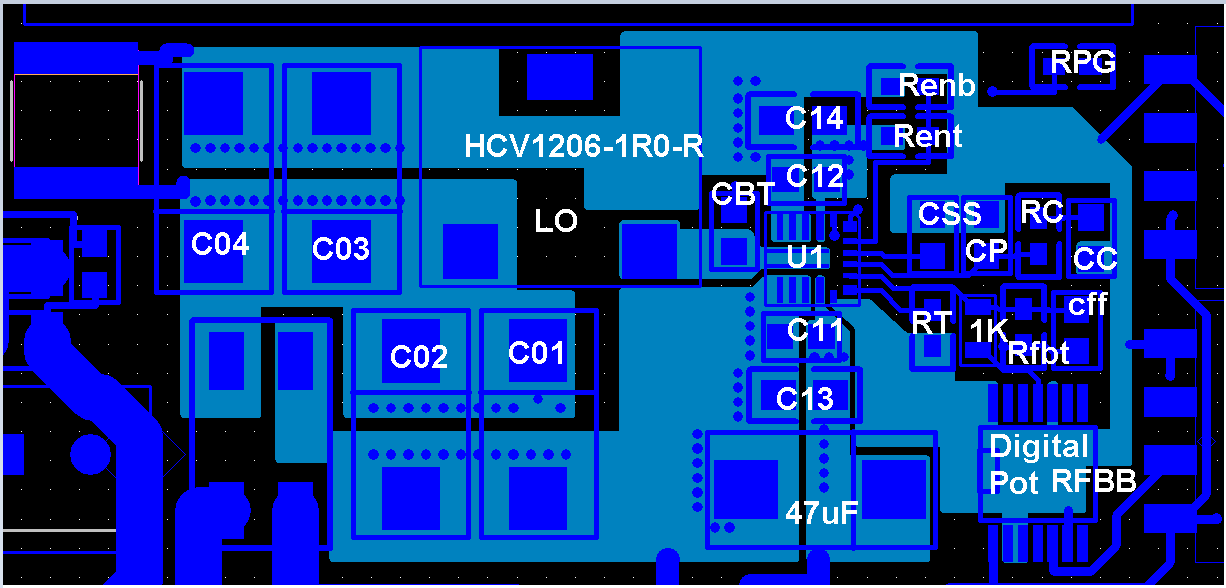 RPG
Renb
C14
Rent
HCV1206-1R0-R
C12
CBT
LO
CSS
RC
C04
C03
U1
CP
CC
cff
RT
1K
C11
Rfbt
C02
C01
C13
Digital
Pot RFBB
47uF